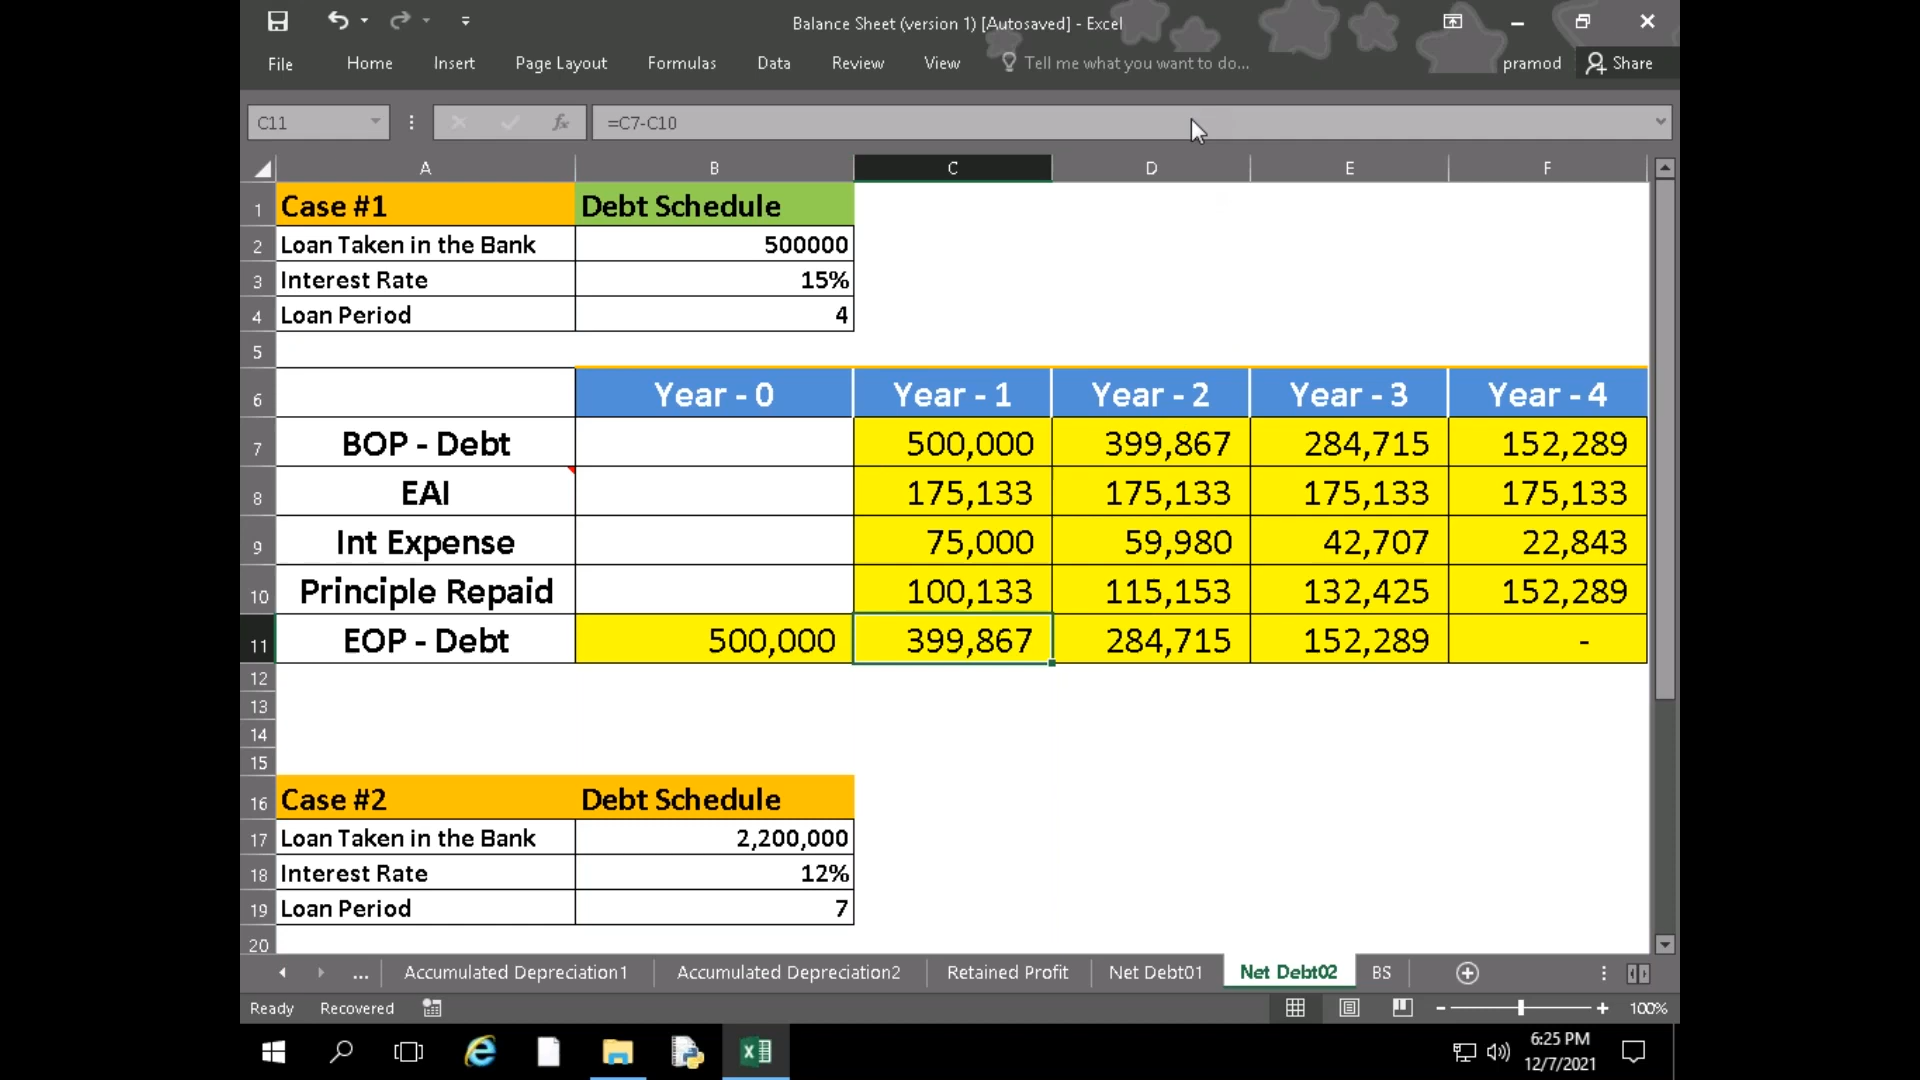 Balance Sheet (version 1) [Autosaved] - Excel
File Home Insert Page Layout Formulas Data Review View Tell me what you want to do... pramod Share
C11 fx =C7-C10
A B C D E F
1 Case #1 Debt Schedule
2 Loan Taken in the Bank 500000
3 Interest Rate 15%
4 Loan Period 4
5
6 Year - 0 Year - 1 Year - 2 Year - 3 Year - 4
7 BOP - Debt 500,000 399,867 284,715 152,289
8 EAI 175,133 175,133 175,133 175,133
9 Int Expense 75,000 59,980 42,707 22,843
10 Principle Repaid 100,133 115,153 132,425 152,289
11 EOP - Debt 500,000 399,867 284,715 152,289 -
12
13
14
15
16 Case #2 Debt Schedule
17 Loan Taken in the Bank 2,200,000
18 Interest Rate 12%
19 Loan Period 7
20
... Accumulated Depreciation1 Accumulated Depreciation2 Retained Profit Net Debt01 Net Debt02 BS
Ready Recovered 100%
6:25 PM
12/7/2021